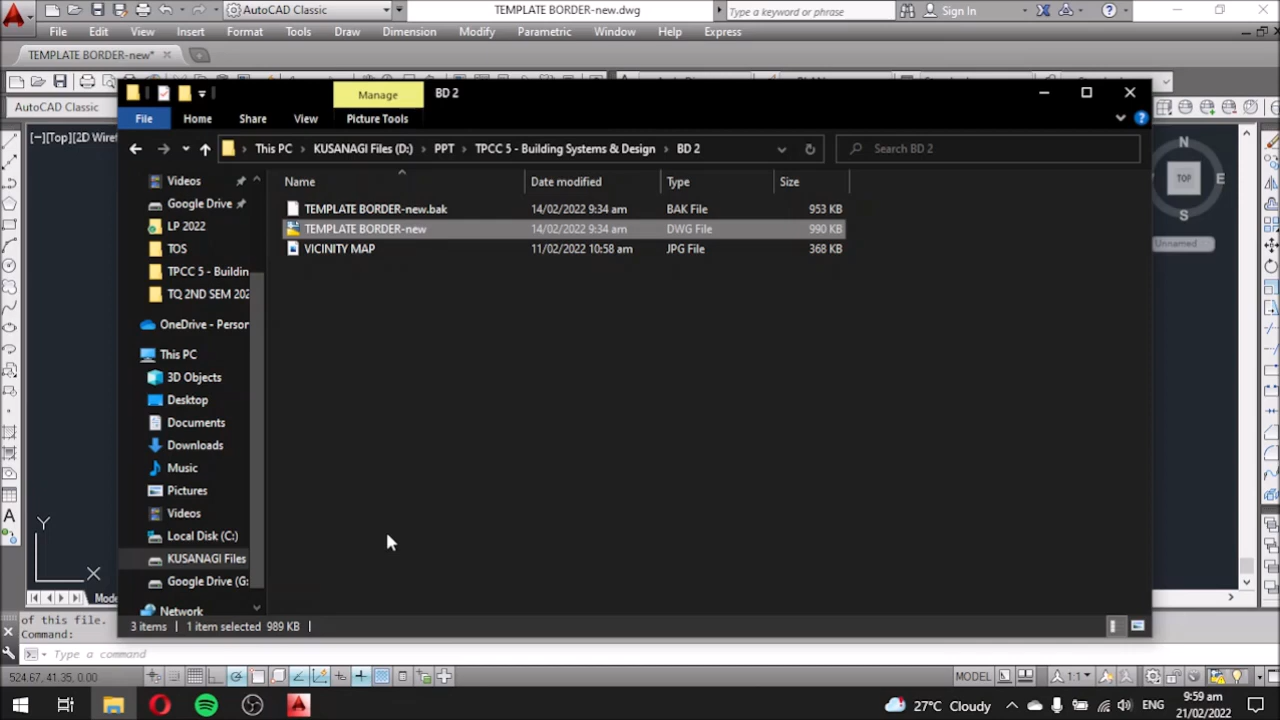 AutoCAD Classic
TEMPLATE BORDER-new.dwg
Type a keyword or phrase
Sign In
File Edit View Insert Format Tools Draw Dimension Modify Parametric Window Help Express
TEMPLATE BORDER-new*
AutoCAD Classic
Manage
BD 2
File Home Share View Picture Tools
[−][Top][2D Wirefr
This PC
KUSANAGI Files (D:)
PPT
TPCC 5 - Building Systems & Design
BD 2
Search BD 2
N
TOP
E
S
Unnamed
Name Date modified Type Size
TEMPLATE BORDER-new.bak 14/02/2022 9:34 am BAK File 953 KB
TEMPLATE BORDER-new 14/02/2022 9:34 am DWG File 990 KB
VICINITY MAP 11/02/2022 10:58 am JPG File 368 KB
Videos
Google Drive
LP 2022
TOS
TPCC 5 - Buildin
TQ 2ND SEM 202
OneDrive - Person
This PC
3D Objects
Desktop
Documents
Downloads
Music
Pictures
Videos
Local Disk (C:)
KUSANAGI Files
Google Drive (G:
Network
Y
X
Mode
3 items 1 item selected 989 KB
of this file.
Command:
Type a command
524.67, 41.35, 0.00
MODEL
1:1
27°C Cloudy
ENG
9:59 am
21/02/2022